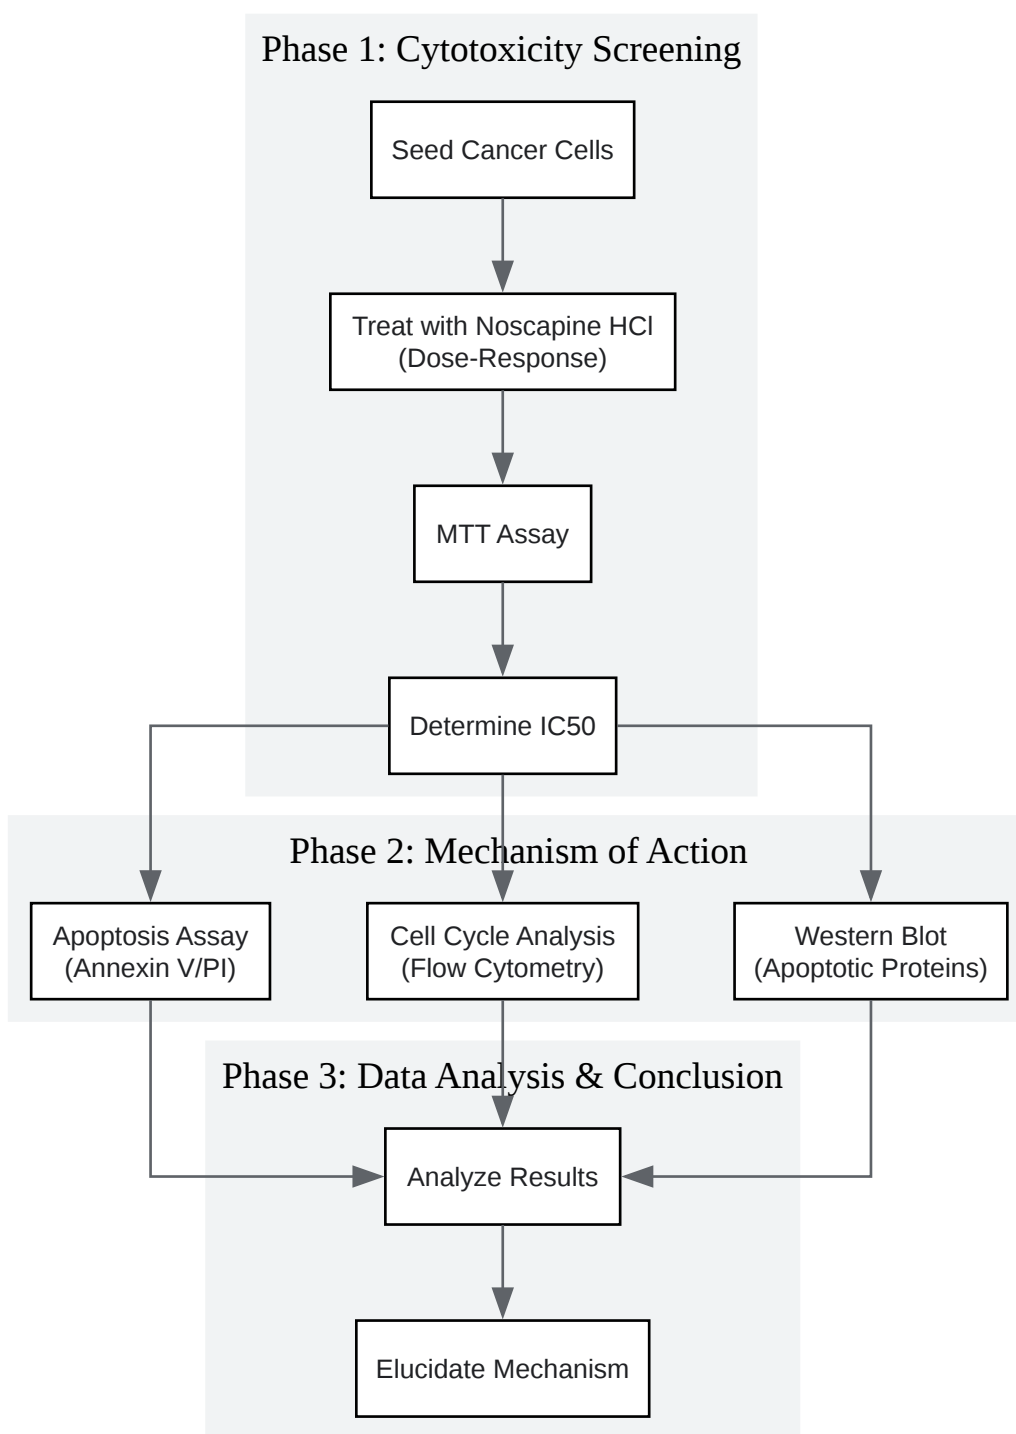 Phase 1: Cytotoxicity Screening
Seed Cancer Cells
Treat with Noscapine HCl
(Dose-Response)
MTT Assay
Determine IC50
Phase 2: Mechanism of Action
Apoptosis Assay
(Annexin V/PI)
Cell Cycle Analysis
(Flow Cytometry)
Western Blot
(Apoptotic Proteins)
Phase 3: Data Analysis & Conclusion
Analyze Results
Elucidate Mechanism